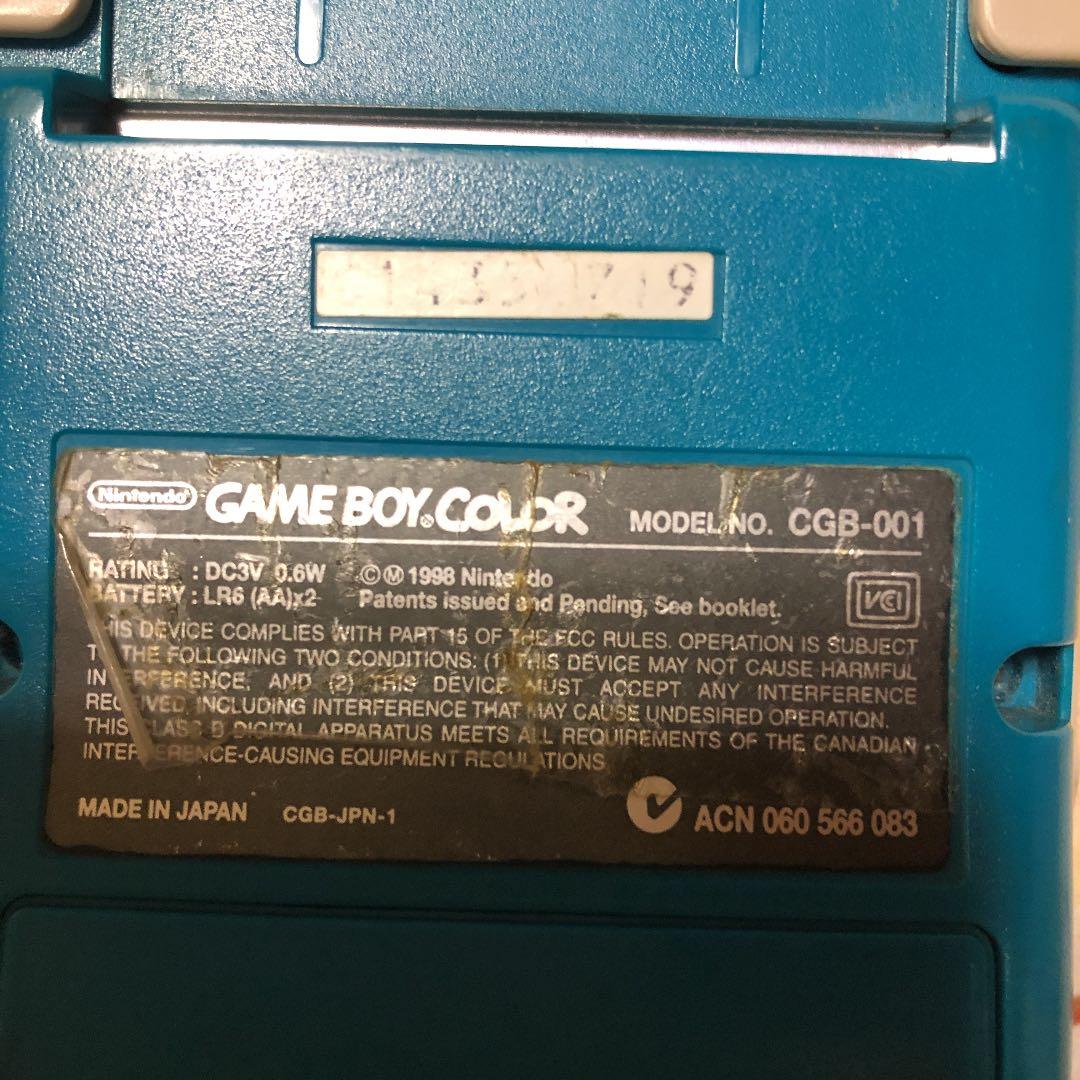 Nintendo GAME BOY COLOR MODEL NO. CGB-001
RATING : DC3V 0.6W ©Ⓜ 1998 Nintendo
BATTERY : LR6 (AA)x2 Patents issued and Pending, See booklet.
VCI
THIS DEVICE COMPLIES WITH PART 15 OF THE FCC RULES. OPERATION IS SUBJECT
TO THE FOLLOWING TWO CONDITIONS: (1) THIS DEVICE MAY NOT CAUSE HARMFUL
INTERFERENCE, AND (2) THIS DEVICE MUST ACCEPT ANY INTERFERENCE
RECEIVED, INCLUDING INTERFERENCE THAT MAY CAUSE UNDESIRED OPERATION.
THIS CLASS B DIGITAL APPARATUS MEETS ALL REQUIREMENTS OF THE CANADIAN
INTERFERENCE-CAUSING EQUIPMENT REGULATIONS
MADE IN JAPAN CGB-JPN-1 ACN 060 566 083